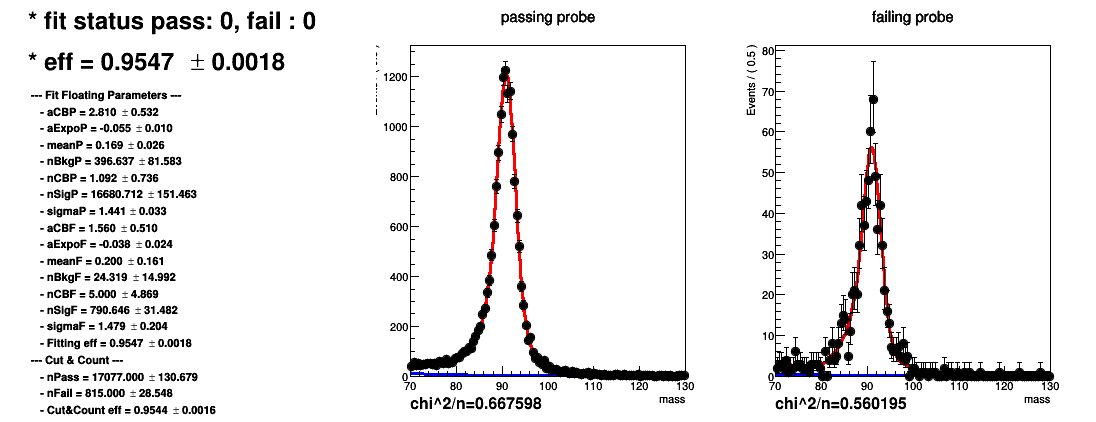 * fit status pass: 0, fail : 0
* eff = 0.9547 ± 0.0018
--- Fit Floating Parameters ---
- aCBP = 2.810 ± 0.532
- aExpoP = -0.055 ± 0.010
- meanP = 0.169 ± 0.026
- nBkgP = 396.637 ± 81.583
- nCBP = 1.092 ± 0.736
- nSigP = 16680.712 ± 151.463
- sigmaP = 1.441 ± 0.033
- aCBF = 1.560 ± 0.510
- aExpoF = -0.038 ± 0.024
- meanF = 0.200 ± 0.161
- nBkgF = 24.319 ± 14.992
- nCBF = 5.000 ± 4.869
- nSigF = 790.646 ± 31.482
- sigmaF = 1.479 ± 0.204
- Fitting eff = 0.9547 ± 0.0018
--- Cut & Count ---
- nPass = 17077.000 ± 130.679
- nFail = 815.000 ± 28.548
- Cut&Count eff = 0.9544 ± 0.0016
passing probe
1200
1000
800
600
400
200
0
70 80 90 100 110 120 130
mass
chi^2/n=0.667598
failing probe
Events / ( 0.5 )
80
70
60
50
40
30
20
10
0
70 80 90 100 110 120 130
mass
chi^2/n=0.560195